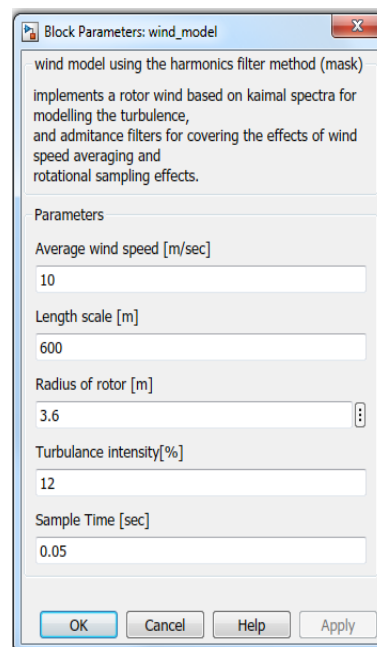 Block Parameters: wind_model
wind model using the harmonics filter method (mask)
implements a rotor wind based on kaimal spectra for
modelling the turbulence,
and admitance filters for covering the effects of wind
speed averaging and
rotational sampling effects.
Parameters
Average wind speed [m/sec]
10
Length scale [m]
600
Radius of rotor [m]
3.6
Turbulance intensity[%]
12
Sample Time [sec]
0.05
OK Cancel Help Apply